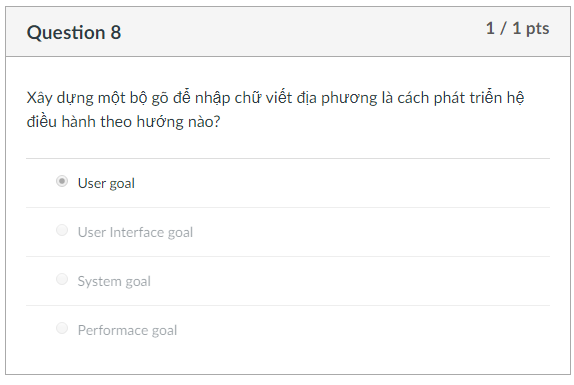 Question 8
1 / 1 pts
Xây dựng một bộ gõ để nhập chữ viết địa phương là cách phát triển hệ
điều hành theo hướng nào?
User goal
User Interface goal
System goal
Performace goal